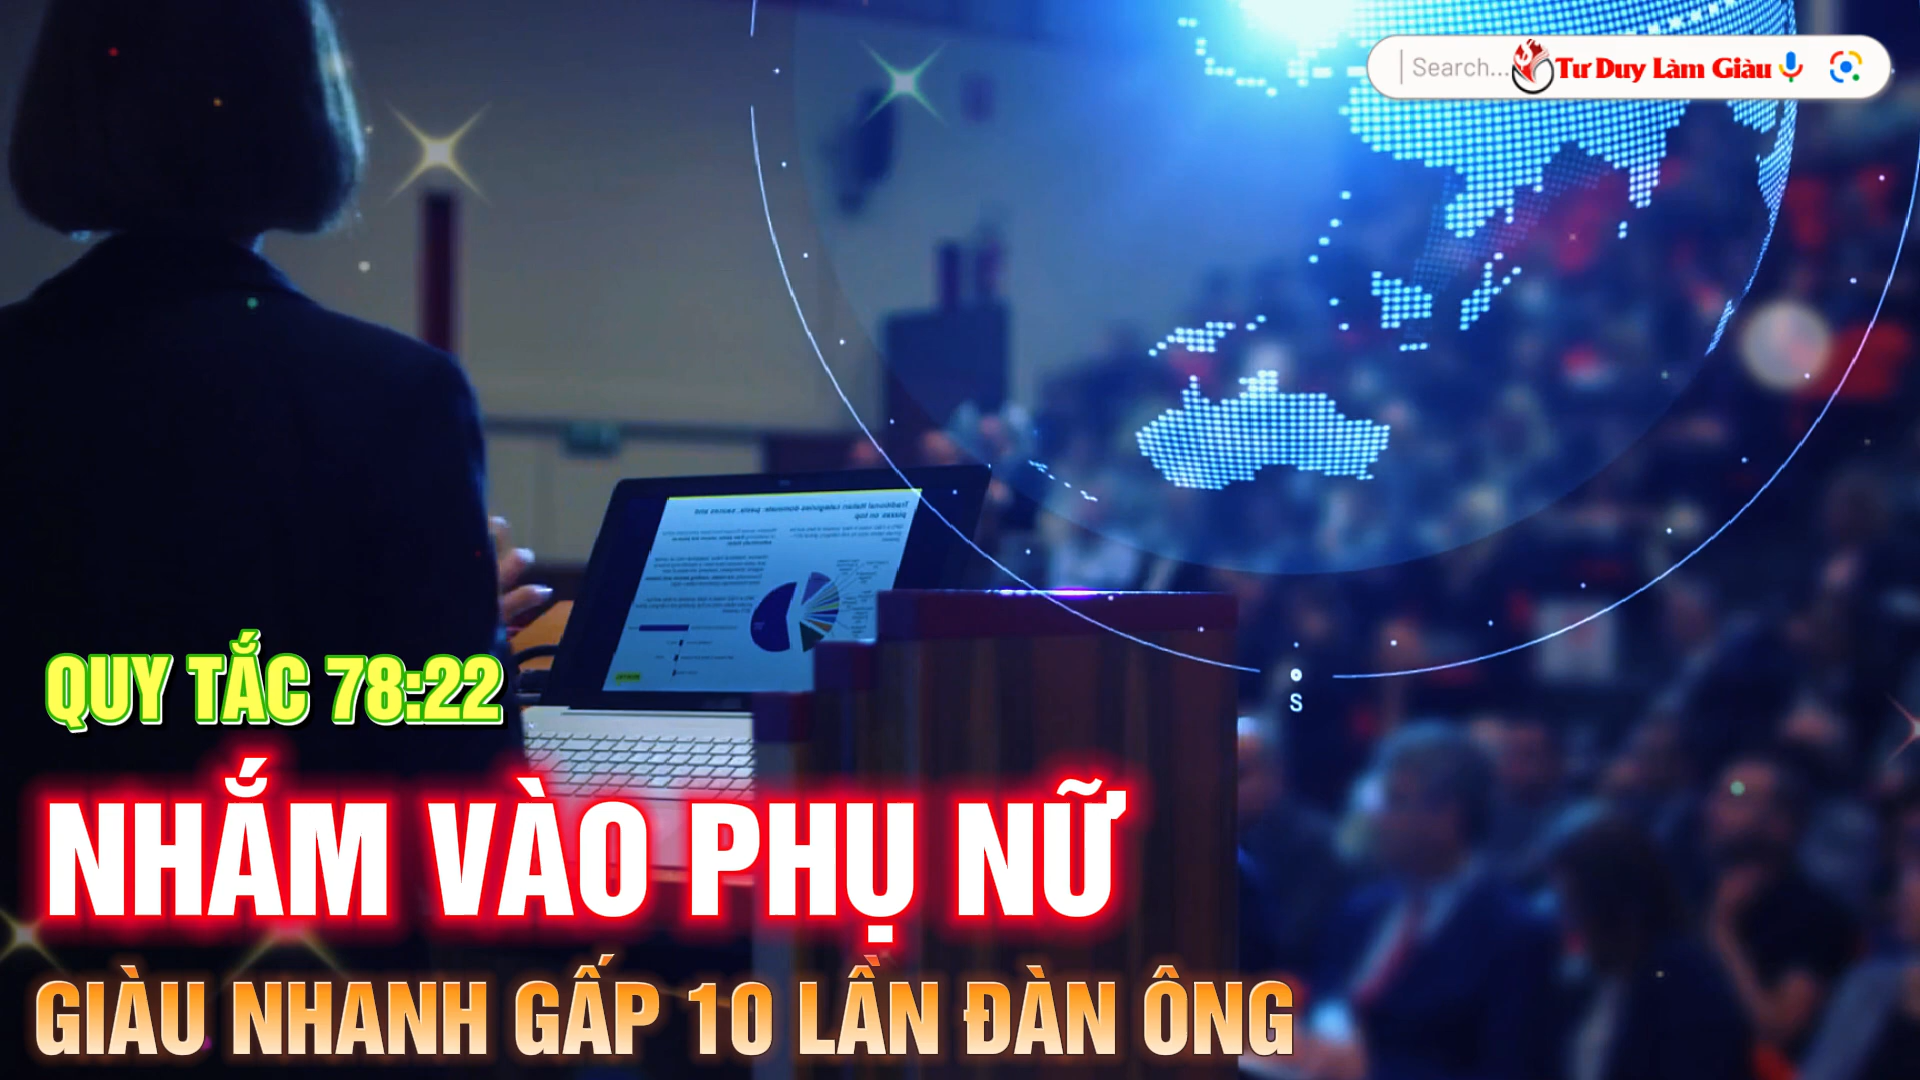 Search... Tư Duy Làm Giàu
S
QUY TẮC 78:22
NHẮM VÀO PHỤ NỮ
GIÀU NHANH GẤP 10 LẦN ĐÀN ÔNG